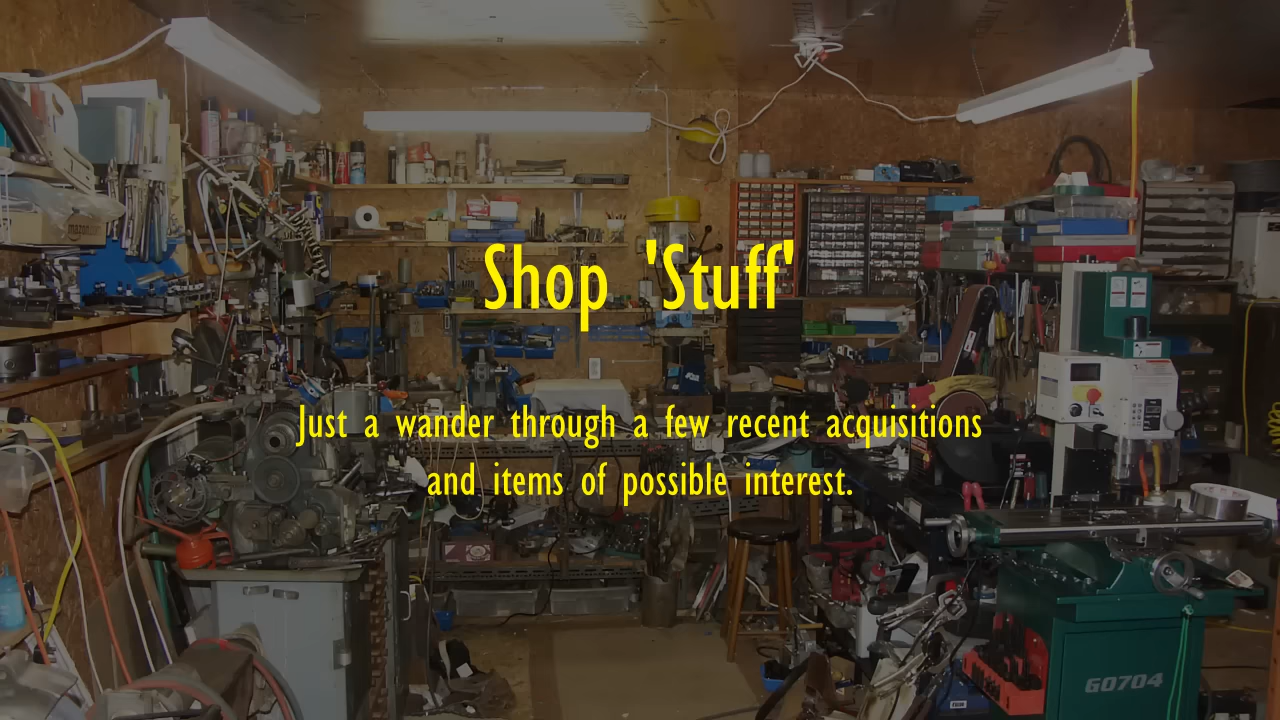 Shop 'Stuff'
Just a wander through a few recent acquisitions
and items of possible interest.
G0704